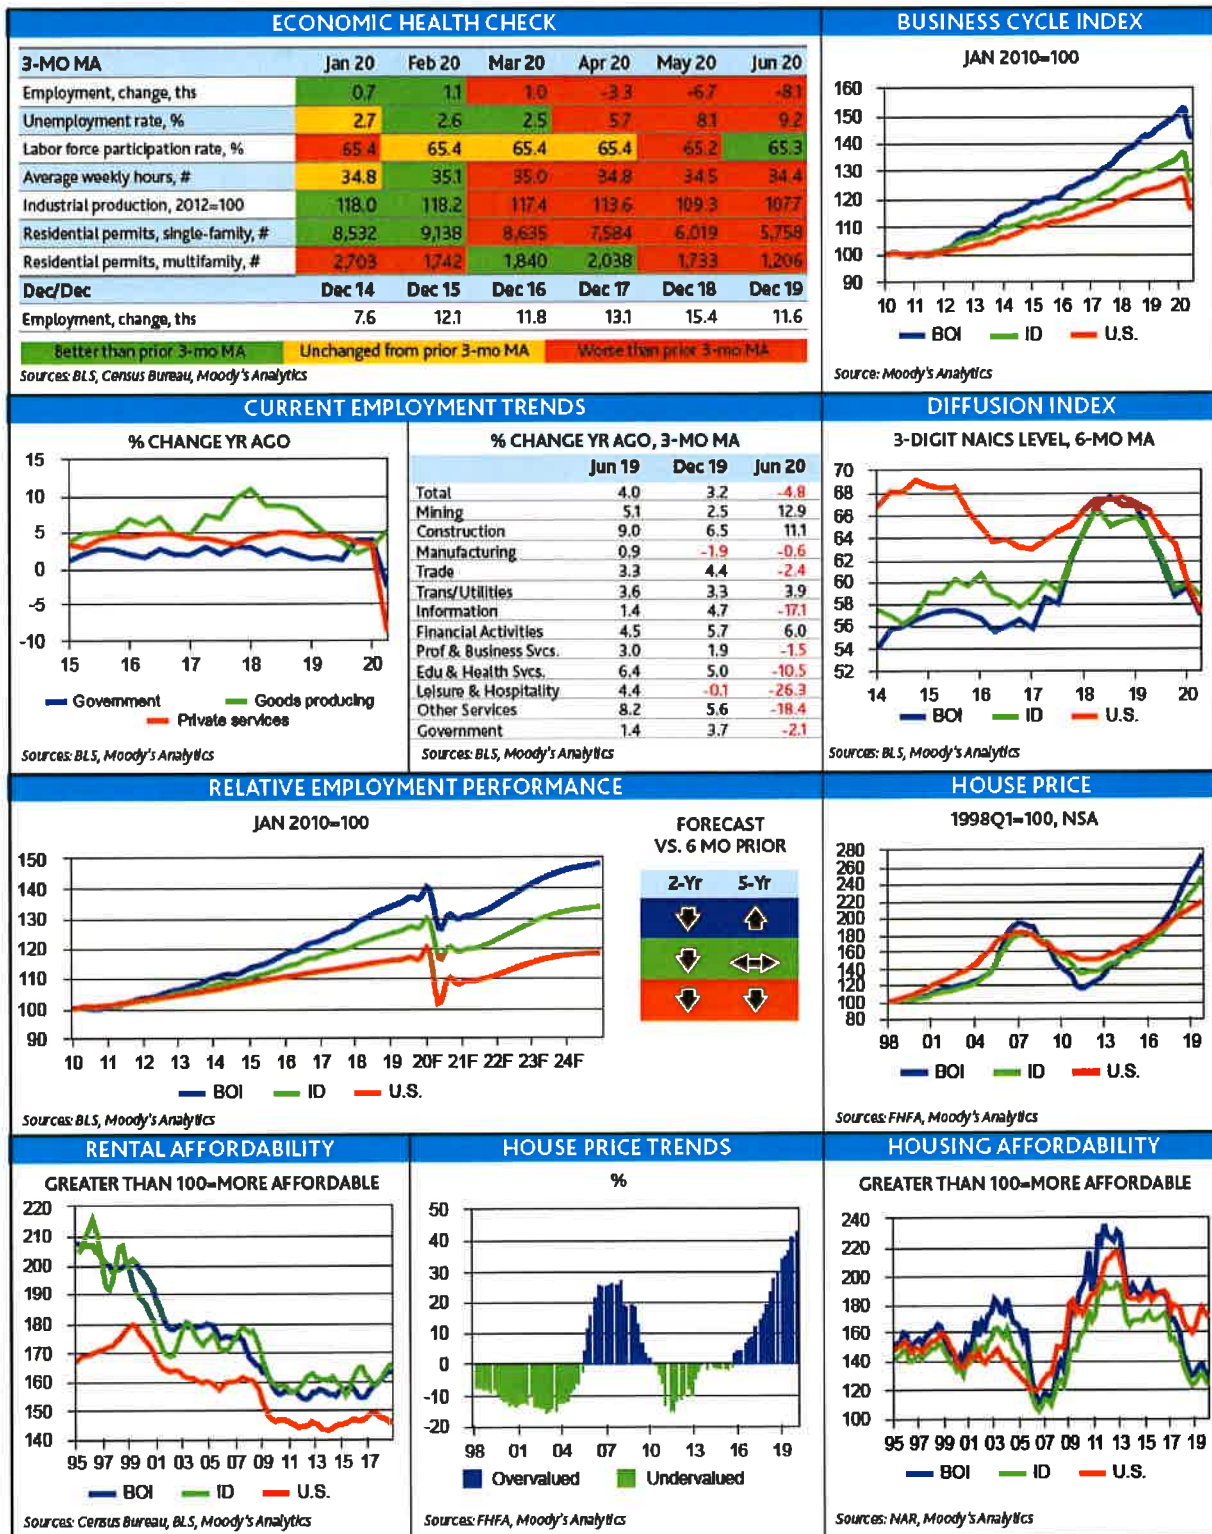 ECONOMIC HEALTH CHECK
3-MO MA Jan 20 Feb 20 Mar 20 Apr 20 May 20 Jun 20
Employment, change, ths 0.7 1.1 1.0 -3.3 -6.7 -8.1
Unemployment rate, % 2.7 2.6 2.5 5.7 8.1 9.2
Labor force participation rate, % 65.4 65.4 65.4 65.4 65.2 65.3
Average weekly hours, # 34.8 35.1 35.0 34.8 34.5 34.4
Industrial production, 2012=100 118.0 118.2 117.4 113.6 109.3 107.7
Residential permits, single-family, # 8,532 9,138 8,635 7,584 6,019 5,758
Residential permits, multifamily, # 2,703 1,742 1,840 2,038 1,733 1,206
Dec/Dec Dec 14 Dec 15 Dec 16 Dec 17 Dec 18 Dec 19
Employment, change, ths 7.6 12.1 11.8 13.1 15.4 11.6
Better than prior 3-mo MA Unchanged from prior 3-mo MA Worse than prior 3-mo MA
Sources: BLS, Census Bureau, Moody's Analytics
BUSINESS CYCLE INDEX
JAN 2010=100
160
150
140
130
120
110
100
90
10 11 12 13 14 15 16 17 18 19 20
BOI ID U.S.
Source: Moody's Analytics
CURRENT EMPLOYMENT TRENDS
% CHANGE YR AGO
15
10
5
0
-5
-10
15 16 17 18 19 20
Government Goods producing
Private services
Sources: BLS, Moody's Analytics
% CHANGE YR AGO, 3-MO MA
Jun 19 Dec 19 Jun 20
Total 4.0 3.2 -4.8
Mining 5.1 2.5 12.9
Construction 9.0 6.5 11.1
Manufacturing 0.9 -1.9 -0.6
Trade 3.3 4.4 -2.4
Trans/Utilities 3.6 3.3 3.9
Information 1.4 4.7 -17.1
Financial Activities 4.5 5.7 6.0
Prof & Business Svcs. 3.0 1.9 -1.5
Edu & Health Svcs. 6.4 5.0 -10.5
Leisure & Hospitality 4.4 -0.1 -26.3
Other Services 8.2 5.6 -18.4
Government 1.4 3.7 -2.1
Sources: BLS, Moody's Analytics
DIFFUSION INDEX
3-DIGIT NAICS LEVEL, 6-MO MA
70
68
66
64
62
60
58
56
54
52
14 15 16 17 18 19 20
BOI ID U.S.
Sources: BLS, Moody's Analytics
RELATIVE EMPLOYMENT PERFORMANCE
JAN 2010=100
150
140
130
120
110
100
90
10 11 12 13 14 15 16 17 18 19 20F 21F 22F 23F 24F
BOI ID U.S.
Sources: BLS, Moody's Analytics
FORECAST
VS. 6 MO PRIOR
2-Yr 5-Yr
HOUSE PRICE
1998Q1=100, NSA
280
260
240
220
200
180
160
140
120
100
80
98 01 04 07 10 13 16 19
BOI ID U.S.
Sources: FHFA, Moody's Analytics
RENTAL AFFORDABILITY
GREATER THAN 100=MORE AFFORDABLE
220
210
200
190
180
170
160
150
140
95 97 99 01 03 05 07 09 11 13 15 17
BOI ID U.S.
Sources: Census Bureau, BLS, Moody's Analytics
HOUSE PRICE TRENDS
%
50
40
30
20
10
0
-10
-20
98 01 04 07 10 13 16 19
Overvalued Undervalued
Sources: FHFA, Moody's Analytics
HOUSING AFFORDABILITY
GREATER THAN 100=MORE AFFORDABLE
240
220
200
180
160
140
120
100
95 97 99 01 03 05 07 09 11 13 15 17 19
BOI ID U.S.
Sources: NAR, Moody's Analytics